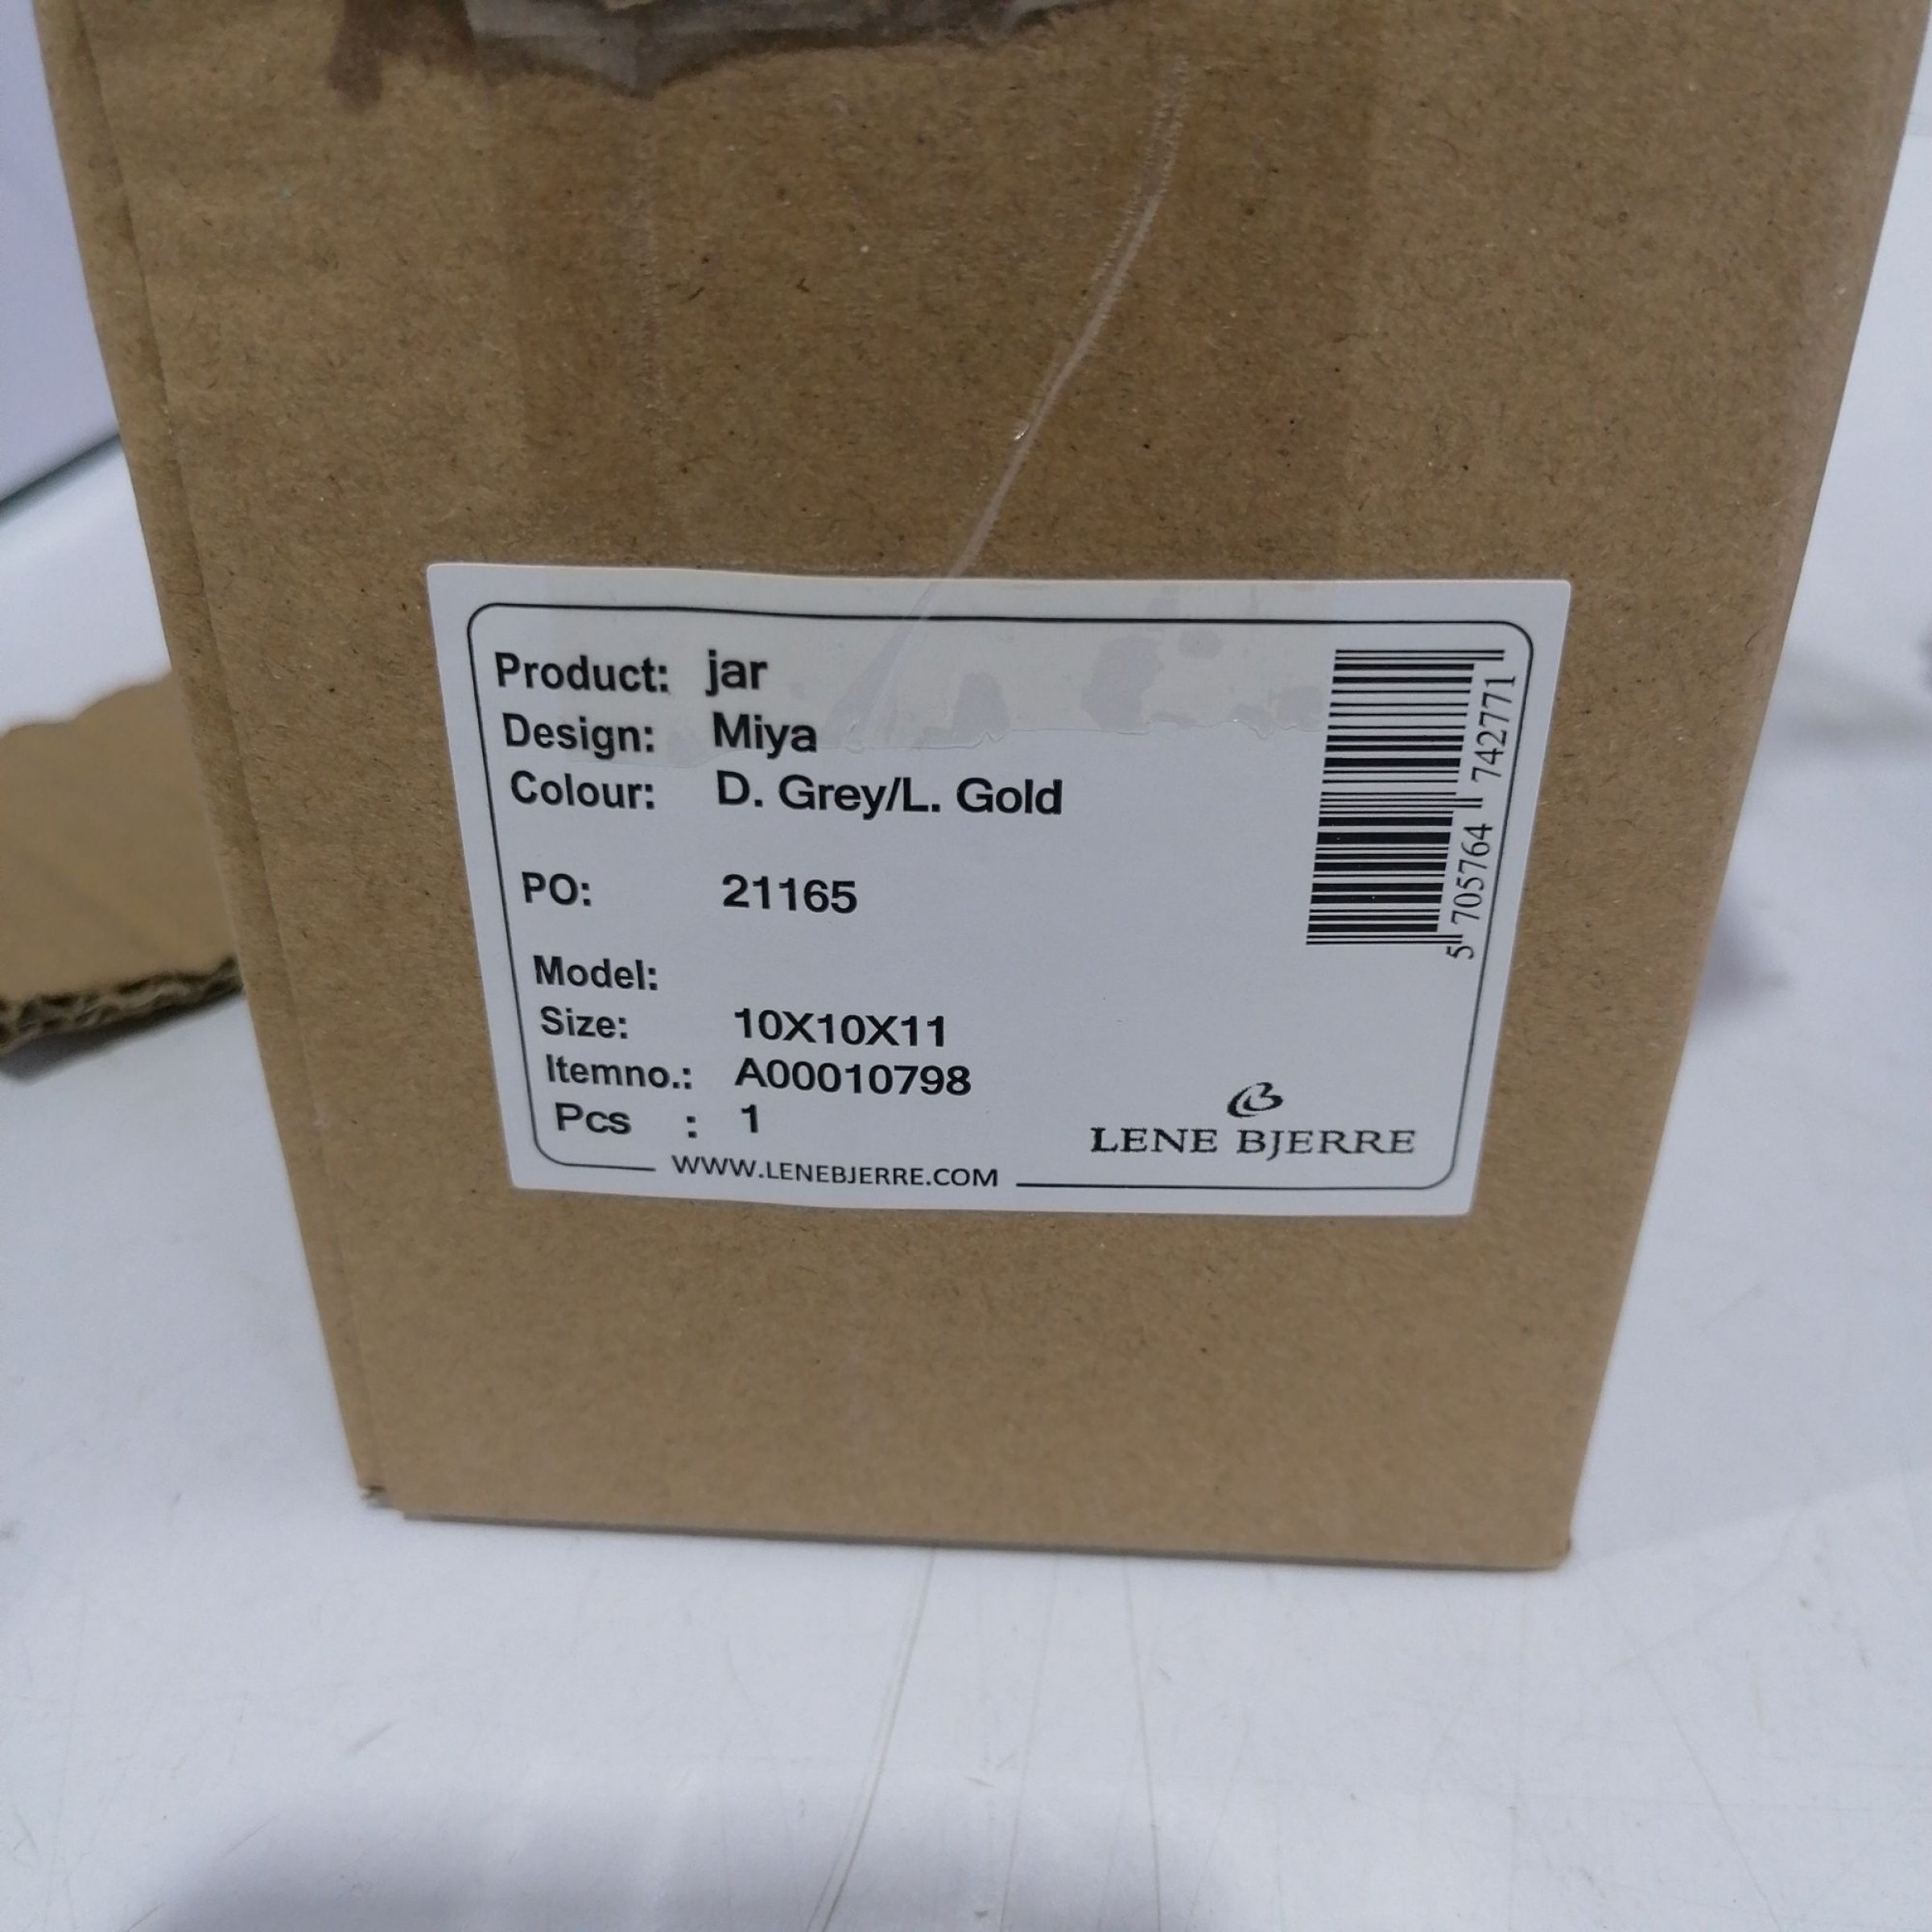 Product: jar
Design: Miya
Colour: D. Grey/L. Gold
PO: 21165
Model:
Size: 10X10X11
Itemno.: A00010798
Pcs : 1
WWW.LENEBJERRE.COM
LENE BJERRE
5 705764 742771